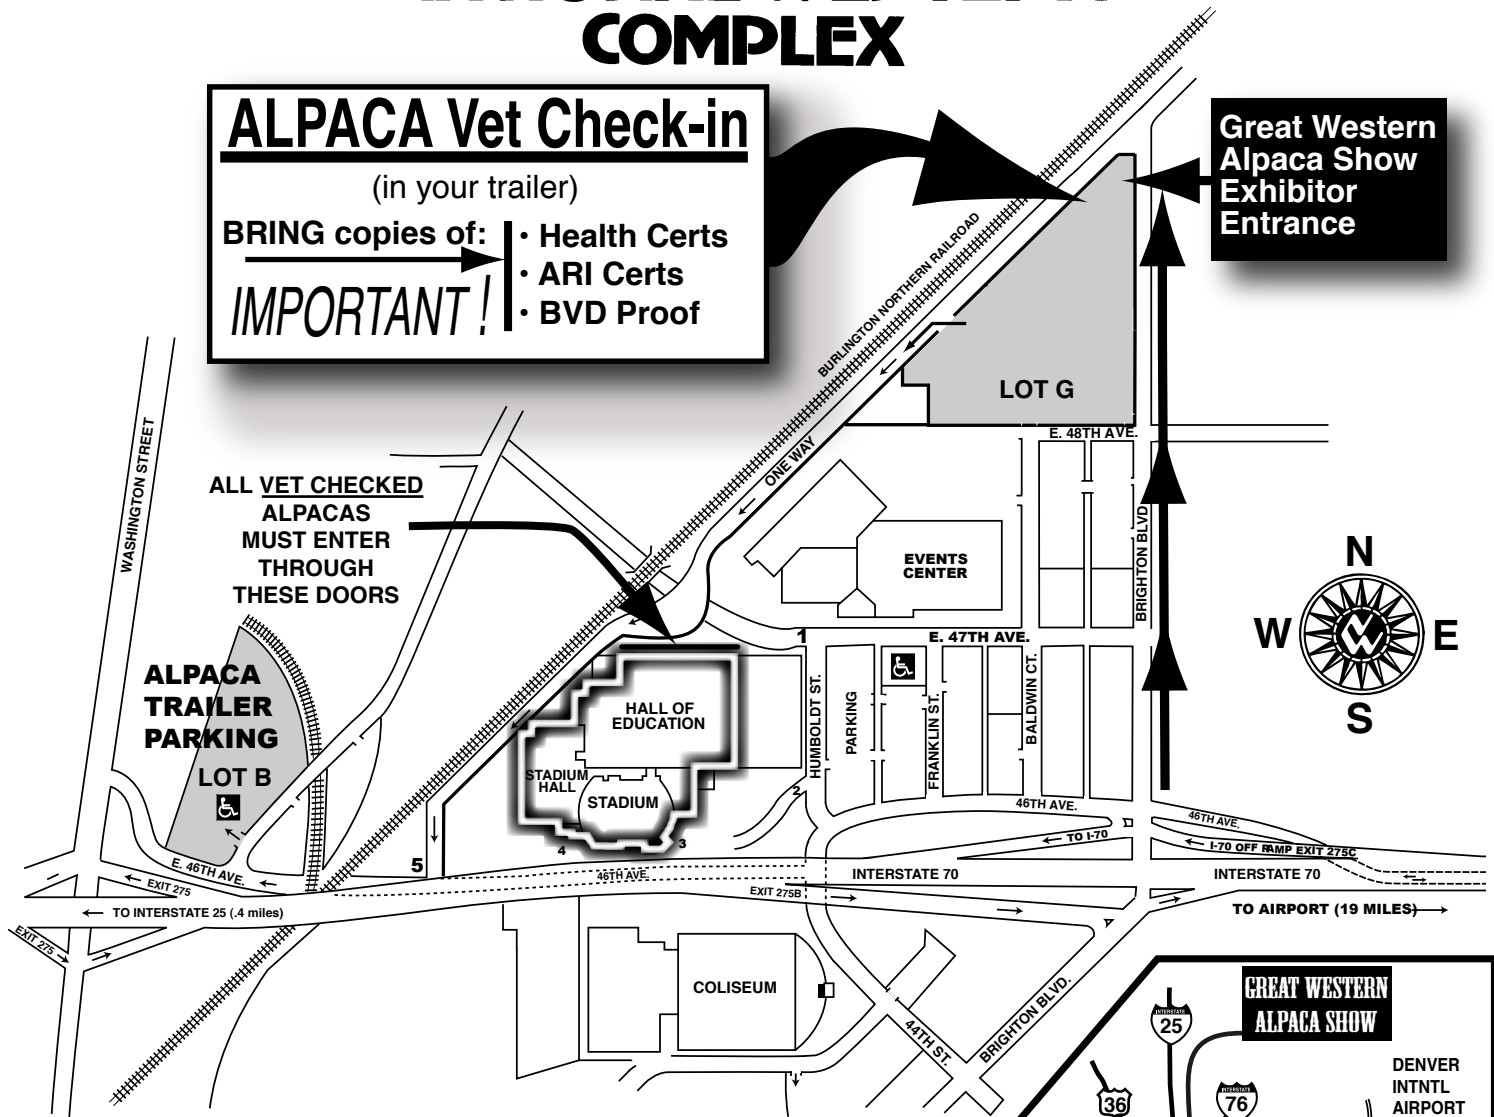 COMPLEX
ALPACA Vet Check-in
(in your trailer)
BRING copies of:
IMPORTANT !
• Health Certs
• ARI Certs
• BVD Proof
Great Western
Alpaca Show
Exhibitor
Entrance
BURLINGTON NORTHERN RAILROAD
LOT G
E. 48TH AVE.
ONE WAY
WASHINGTON STREET
ALL VET CHECKED
ALPACAS
MUST ENTER
THROUGH
THESE DOORS
EVENTS
CENTER
BRIGHTON BLVD
N
W
E
S
1
E. 47TH AVE.
ALPACA
TRAILER
PARKING
LOT B
HALL OF
EDUCATION
STADIUM
HALL
STADIUM
HUMBOLDT ST.
PARKING
FRANKLIN ST.
BALDWIN CT.
2
3
4
5
46TH AVE.
46TH AVE.
TO I-70
I-70 OFF RAMP EXIT 275C
E. 46TH AVE.
EXIT 275
46TH AVE.
INTERSTATE 70
INTERSTATE 70
EXIT 275B
TO INTERSTATE 25 (.4 miles)
TO AIRPORT (19 MILES)
EXIT 275
COLISEUM
44TH ST.
BRIGHTON BLVD.
GREAT WESTERN
ALPACA SHOW
INTERSTATE
25
36
INTERSTATE
76
DENVER
INTNTL
AIRPORT